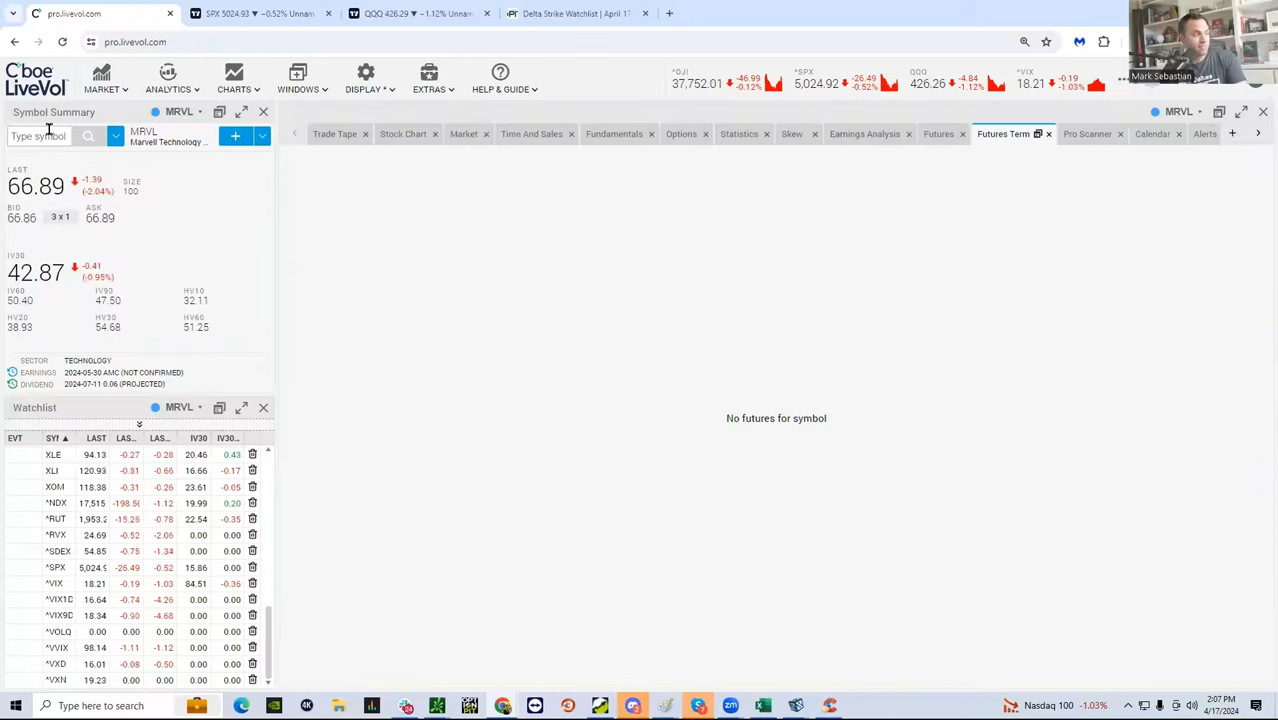 pro.livevol.com
SPX 5024.93 ▼ −0.52% Unnam
QQQ 426.29 ▼ −1.12% Unnam
Delta Strike Watchlist | April 17
pro.livevol.com
Mark Sebastian
Cboe
LiveVol
MARKET
ANALYTICS
CHARTS
WINDOWS
DISPLAY *
EXTRAS
HELP & GUIDE
^DJI
37,752.01
-46.99
-0.12%
^SPX
5,024.92
-26.49
-0.52%
QQQ
426.26
-4.84
-1.12%
^VIX
18.21
-0.19
-1.03%
Symbol Summary
MRVL
MRVL
Type symbol
MRVL
Marvell Technology ...
Trade Tape
Stock Chart
Market
Time And Sales
Fundamentals
Options
Statistics
Skew
Earnings Analysis
Futures
Futures Term
Pro Scanner
Calendar
Alerts
LAST
66.89
-1.39
(-2.04%)
SIZE
100
BID
66.86
3 x 1
ASK
66.89
IV30
42.87
-0.41
(-0.95%)
IV60 IV90 HV10
50.40 47.50 32.11
HV20 HV30 HV60
38.93 54.68 51.25
SECTOR TECHNOLOGY
EARNINGS 2024-05-30 AMC (NOT CONFIRMED)
DIVIDEND 2024-07-11 0.06 (PROJECTED)
Watchlist MRVL
No futures for symbol
EVT SYM LAST LAS... LAS... IV30 IV30...
XLE 94.13 -0.27 -0.28 20.46 0.43
XLI 120.93 -0.81 -0.66 16.66 -0.17
XOM 118.38 -0.31 -0.26 23.61 -0.05
^NDX 17,515 -198.50 -1.12 19.99 0.20
^RUT 1,953.2 -15.26 -0.78 22.54 -0.35
^RVX 24.69 -0.52 -2.06 0.00 0.00
^SDEX 54.85 -0.75 -1.34 0.00 0.00
^SPX 5,024.9 -26.49 -0.52 15.86 0.00
^VIX 18.21 -0.19 -1.03 84.51 -0.36
^VIX1D 16.64 -0.74 -4.26 0.00 0.00
^VIX9D 18.34 -0.90 -4.68 0.00 0.00
^VOLQ 0.00 0.00 0.00 0.00 0.00
^VVIX 98.14 -1.11 -1.12 0.00 0.00
^VXD 16.01 -0.08 -0.50 0.00 0.00
^VXN 19.23 0.00 0.00 0.00 0.00
Type here to search
Nasdaq 100 -1.03%
2:07 PM
4/17/2024